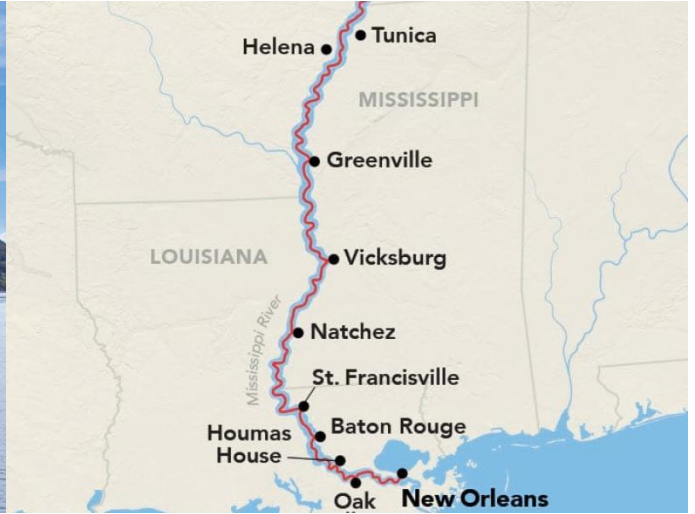 Helena
Tunica
MISSISSIPPI
Greenville
LOUISIANA
Vicksburg
Mississippi River
Natchez
St. Francisville
Baton Rouge
Houmas
House
Oak
New Orleans